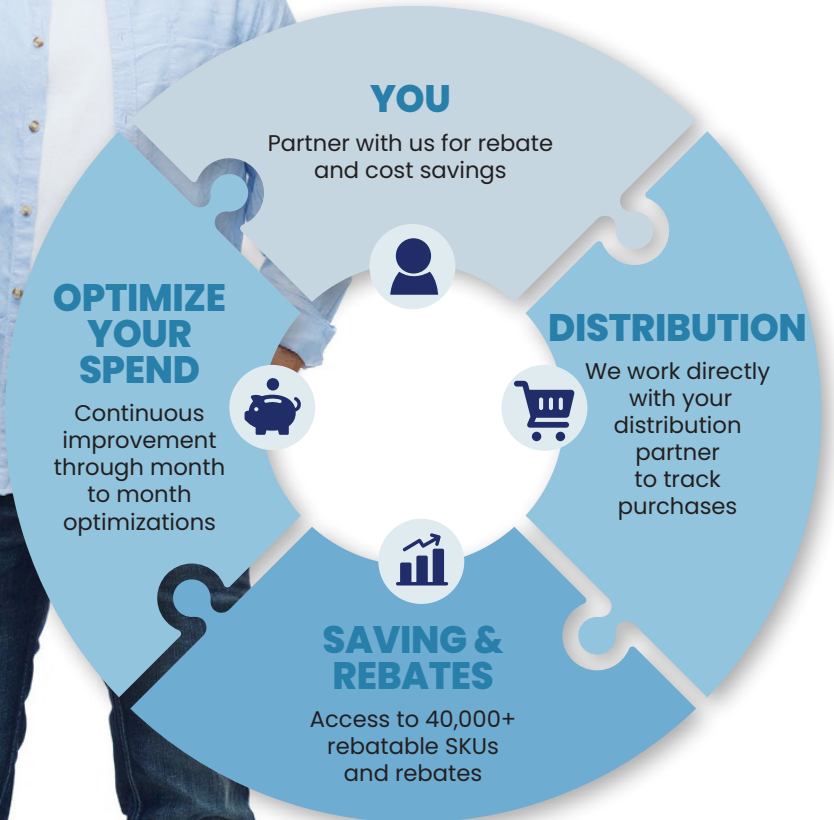 YOU
Partner with us for rebate
and cost savings
DISTRIBUTION
We work directly
with your
distribution
partner
to track
purchases
SAVING &
REBATES
Access to 40,000+
rebatable SKUs
and rebates
OPTIMIZE
YOUR
SPEND
Continuous
improvement
through month
to month
optimizations